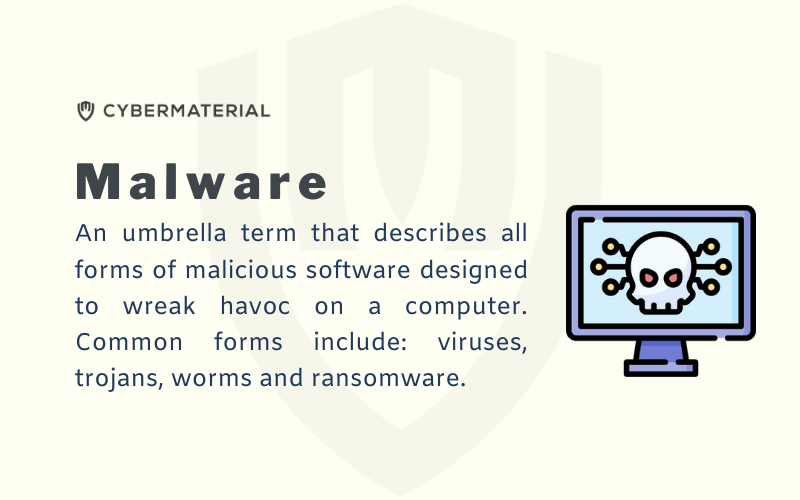 CYBERMATERIAL
Malware
An umbrella term that describes all
forms of malicious software designed
to wreak havoc on a computer.
Common forms include: viruses,
trojans, worms and ransomware.